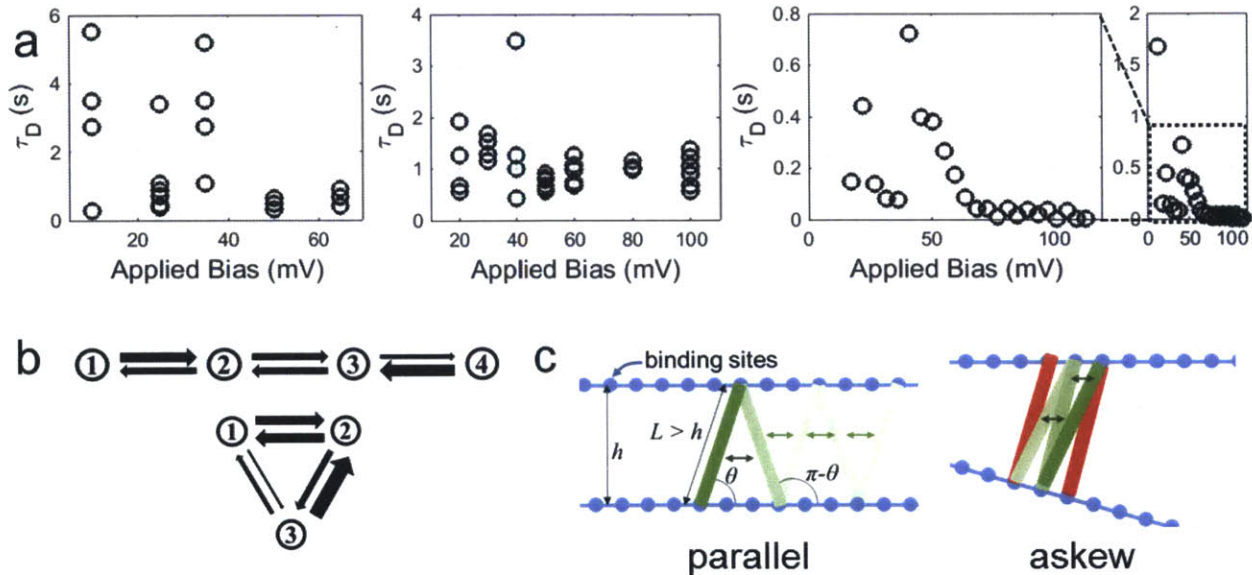 a
τD (s)
6
4
2
0
20 40 60
Applied Bias (mV)
τD (s)
4
3
2
1
0
20 40 60 80 100
Applied Bias (mV)
τD (s)
0.8
0.6
0.4
0.2
0
0 50 100
Applied Bias (mV)
2
1.5
1
0.5
0
0 50 100
b
1 2 3 4
1 2
3
c
binding sites
h
L > h
θ
π-θ
parallel
askew